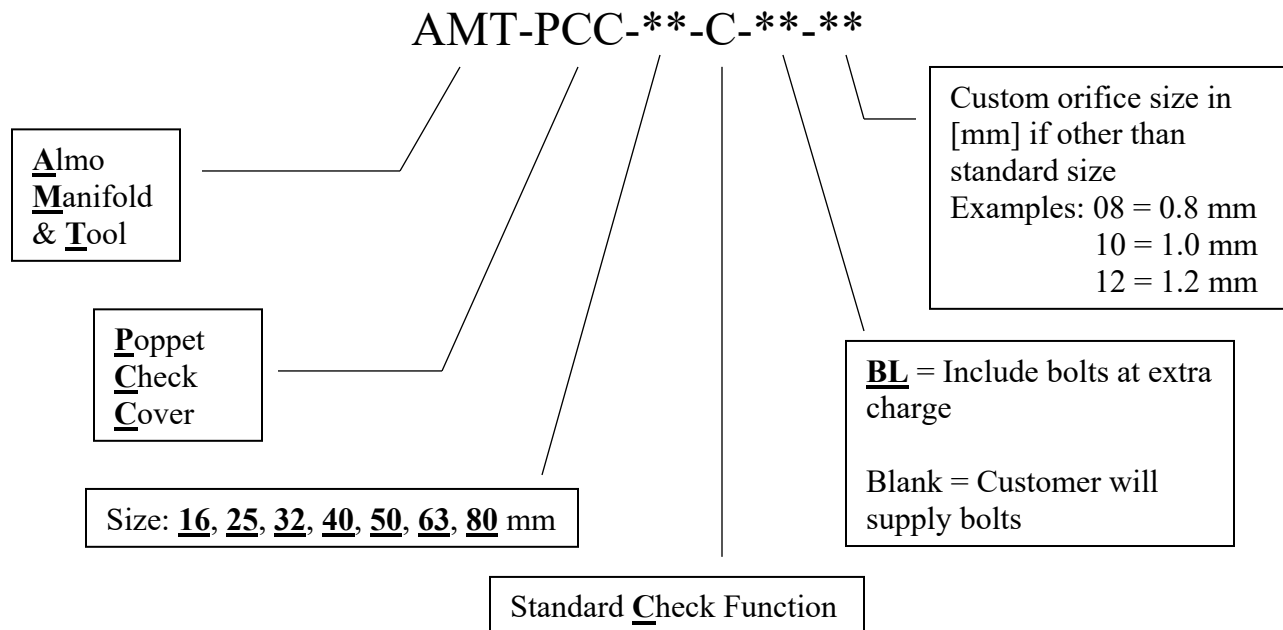 AMT-PCC-**-C-**-**
Almo
Manifold
& Tool
Poppet
Check
Cover
Size: 16, 25, 32, 40, 50, 63, 80 mm
Standard Check Function
BL = Include bolts at extra
charge
Blank = Customer will
supply bolts
Custom orifice size in
[mm] if other than
standard size
Examples: 08 = 0.8 mm
10 = 1.0 mm
12 = 1.2 mm